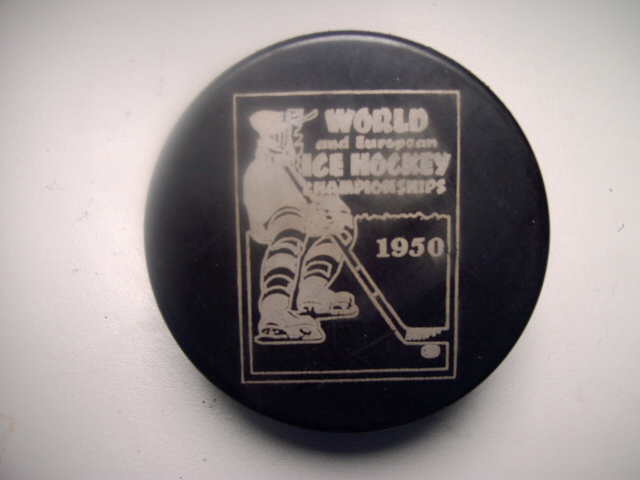 WORLD
and European
ICE HOCKEY
CHAMPIONSHIPS
1950